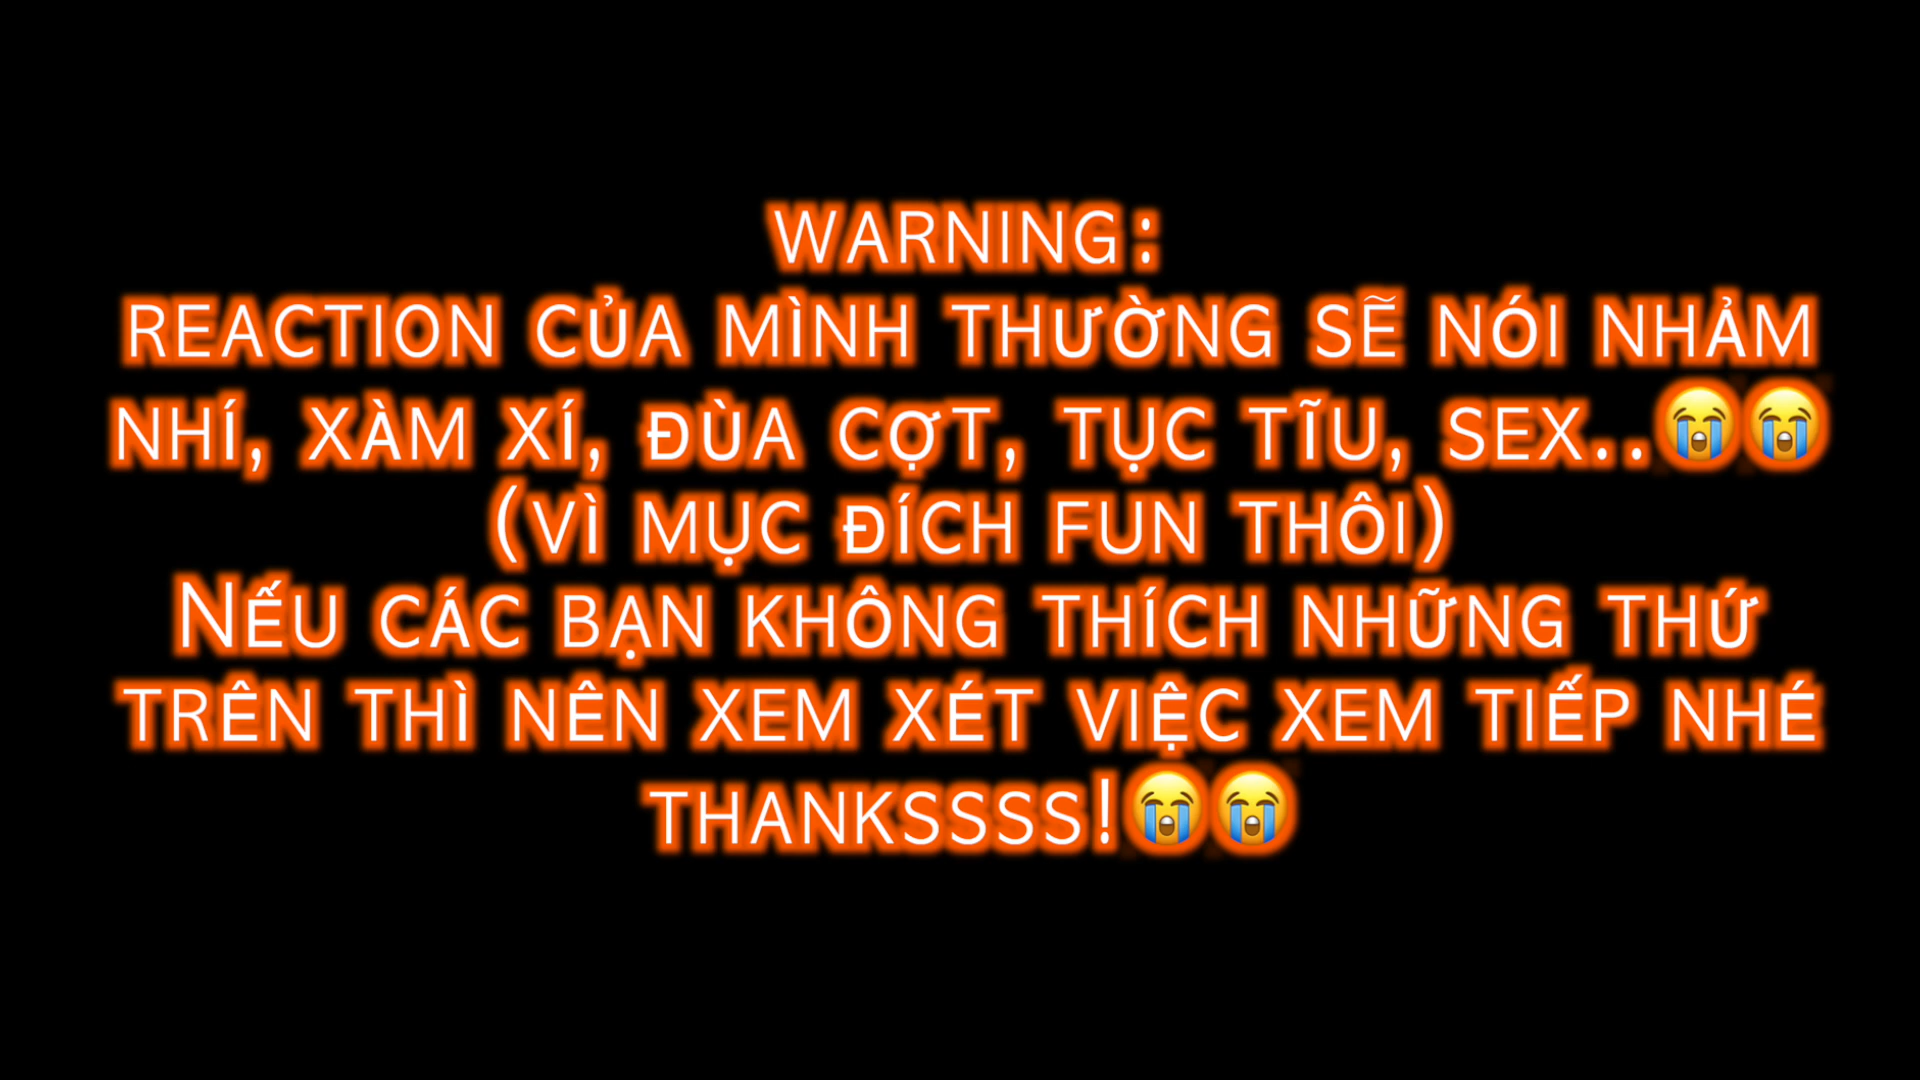 WARNING:
REACTION CỦA MÌNH THƯỜNG SẼ NÓI NHẢM
NHÍ, XÀM XÍ, ĐÙA CỢT, TỤC TĨU, SEX..😭😭
(VÌ MỤC ĐÍCH FUN THÔI)
NẾU CÁC BẠN KHÔNG THÍCH NHỮNG THỨ
TRÊN THÌ NÊN XEM XÉT VIỆC XEM TIẾP NHÉ
THANKSSSS!😭😭